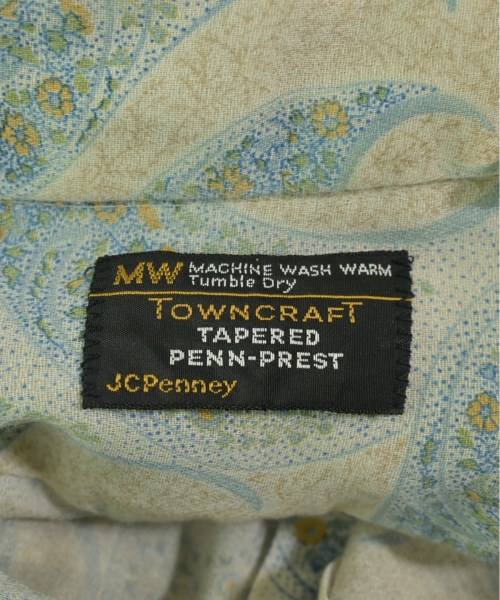 MW MACHINE WASH WARM
Tumble Dry
TOWNCRAFT
TAPERED
PENN-PREST
JCPenney